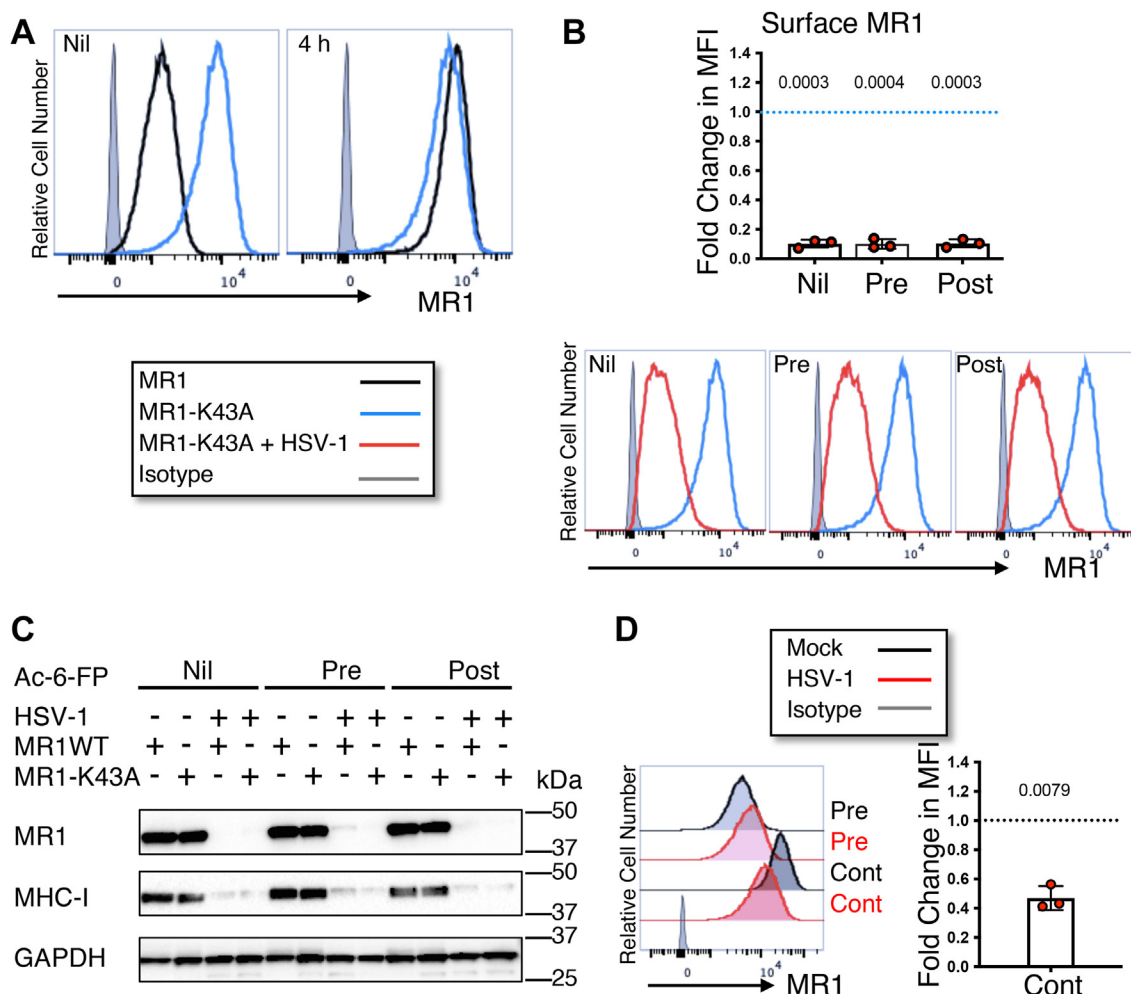 A
Nil
4 h
Relative Cell Number
0
10⁴
0
10⁴
MR1
MR1
MR1-K43A
MR1-K43A + HSV-1
Isotype
B
Surface MR1
Fold Change in MFI
1.4
1.2
1.0
0.8
0.6
0.4
0.2
0.0
0.0003
0.0004
0.0003
Nil
Pre
Post
Nil
Pre
Post
Relative Cell Number
0
10⁴
0
10⁴
0
10⁴
MR1
C
Ac-6-FP
Nil
Pre
Post
HSV-1 - - + + - - + + - - + +
MR1WT + - + - + - + - + - + -
MR1-K43A - + - + - + - + - + - +
kDa
MR1
50
37
MHC-I
50
37
GAPDH
37
25
D
Mock
HSV-1
Isotype
Relative Cell Number
Pre
Pre
Cont
Cont
0
10⁴
MR1
Fold Change in MFI
1.4
1.2
1.0
0.8
0.6
0.4
0.2
0.0
0.0079
Cont